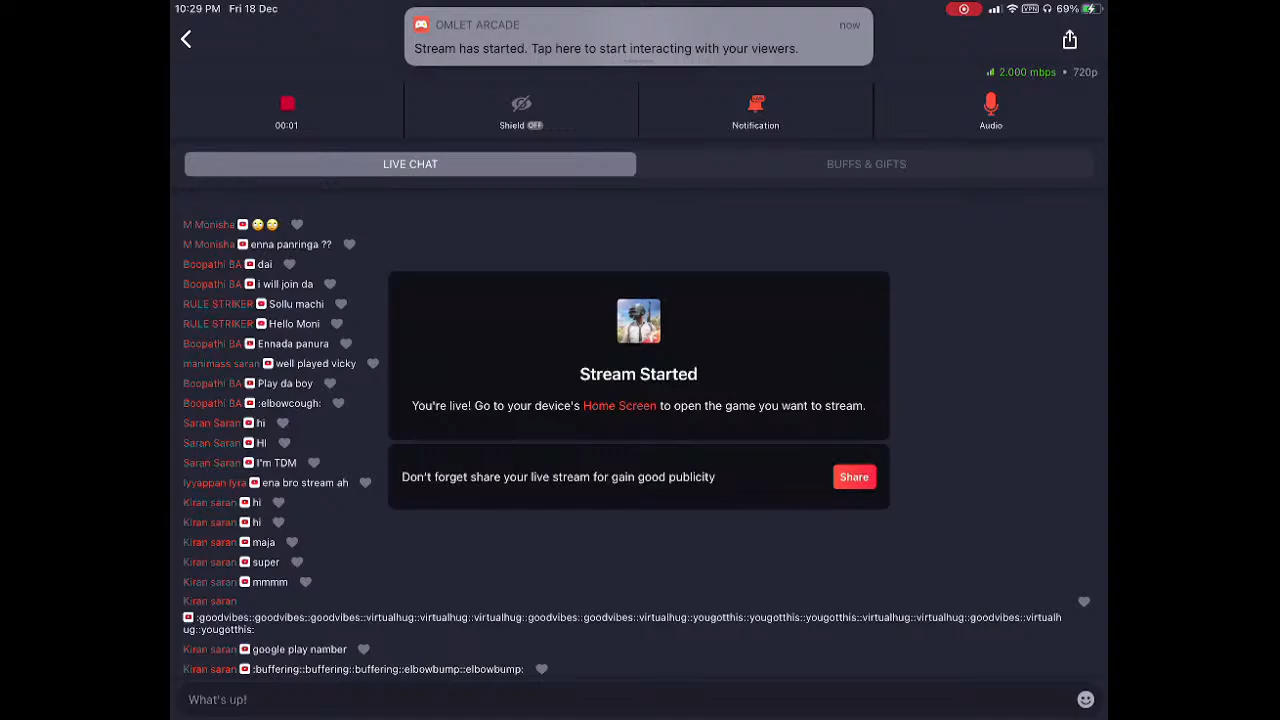 10:29 PM Fri 18 Dec
VPN 69%
OMLET ARCADE now
Stream has started. Tap here to start interacting with your viewers.
2.000 mbps • 720p
00:01
Shield OFF
Notification
Audio
LIVE CHAT
BUFFS & GIFTS
M Monisha 🙄🙄
M Monisha enna panringa ??
Boopathi BA dai
Boopathi BA i will join da
RULE STRIKER Sollu machi
RULE STRIKER Hello Moni
Boopathi BA Ennada panura
manimass saran well played vicky
Boopathi BA Play da boy
Boopathi BA :elbowcough:
Saran Saran hi
Saran Saran HI
Saran Saran I'm TDM
Iyyappan Iyra ena bro stream ah
Kiran saran hi
Kiran saran hi
Kiran saran maja
Kiran saran super
Kiran saran mmmm
Kiran saran
:goodvibes::goodvibes::goodvibes::virtualhug::virtualhug::goodvibes::goodvibes::virtualhug::yougotthis::yougotthis::yougotthis::virtualhug::virtualhug::goodvibes::virtualh
ug::yougotthis:
Kiran saran google play namber
Kiran saran :buffering::buffering::buffering::elbowbump::elbowbump:
Stream Started
You're live! Go to your device's Home Screen to open the game you want to stream.
Don't forget share your live stream for gain good publicity
Share
What's up!